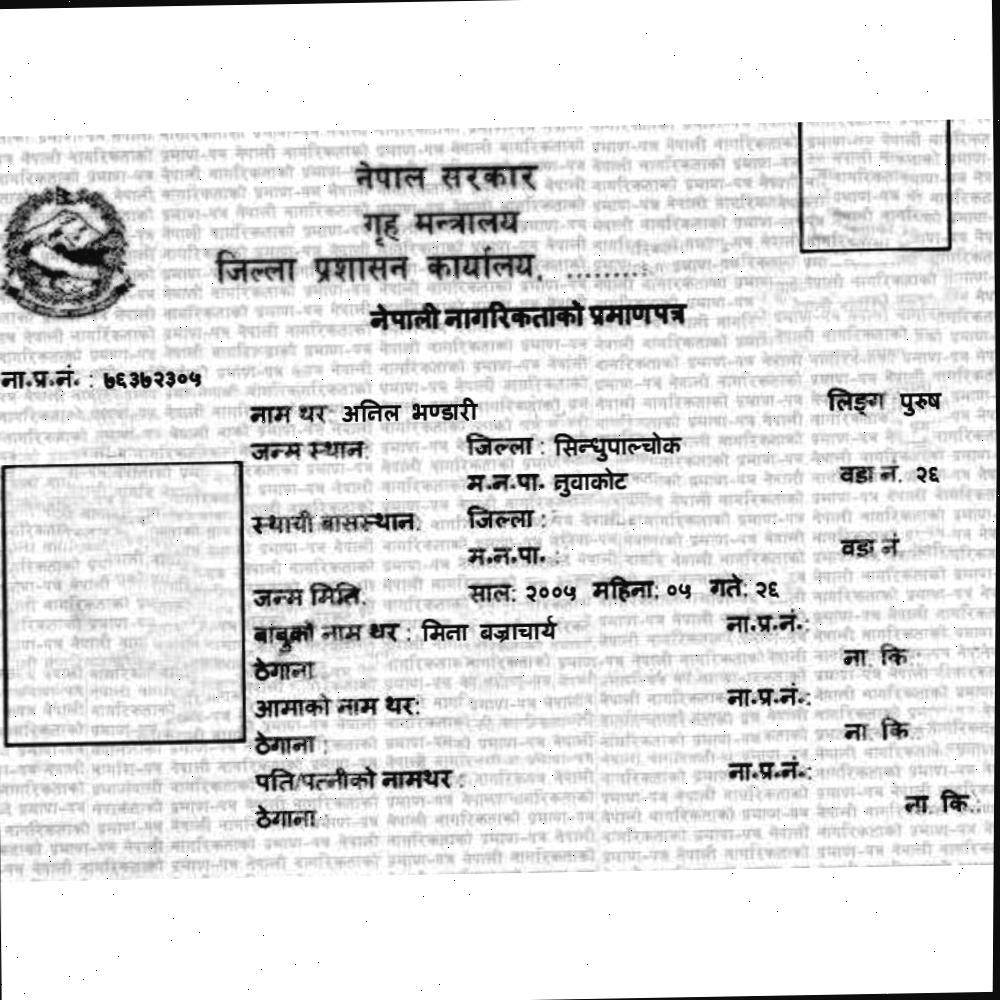 नेपाल सरकार
गृह मन्त्रालय
जिल्ला प्रशासन कार्यालय, .........
नेपाली नागरिकताको प्रमाणपत्र
ना.प्र.नं. : ७६३७२३०५
नाम थर अनिल भण्डारी लिङ्ग पुरुष
जन्म स्थान: जिल्ला : सिन्धुपाल्चोक
म.न.पा. नुवाकोट वडा नं. २६
स्थायी बासस्थान: जिल्ला :
म.न.पा. : वडा नं
जन्म मिति: साल: २००५ महिना: ०५ गते: २६
बाबुको नाम थर : मिना बज्राचार्य ना.प्र.नं.:
ठेगाना ना. कि.:
आमाको नाम थर: ना.प्र.नं.:
ठेगाना : ना. कि.
पति/पत्नीको नामथर : ना.प्र.नं.:
ठेगाना : ना. कि.: